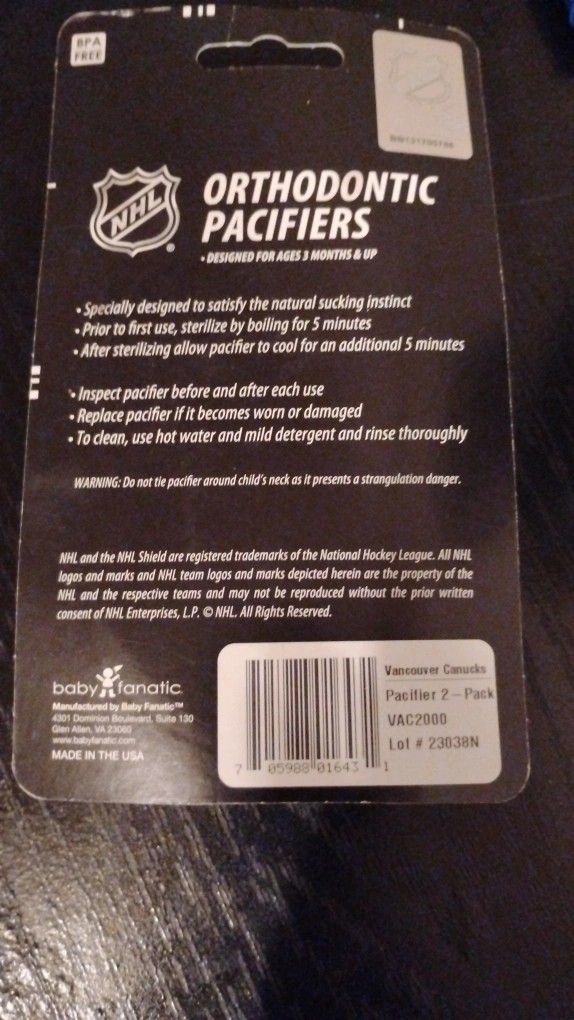 BPA
FREE
NHL
®
ORTHODONTIC
PACIFIERS
• DESIGNED FOR AGES 3 MONTHS & UP
• Specially designed to satisfy the natural sucking instinct
• Prior to first use, sterilize by boiling for 5 minutes
• After sterilizing allow pacifier to cool for an additional 5 minutes
• Inspect pacifier before and after each use
• Replace pacifier if it becomes worn or damaged
• To clean, use hot water and mild detergent and rinse thoroughly
WARNING: Do not tie pacifier around child's neck as it presents a strangulation danger.
NHL and the NHL Shield are registered trademarks of the National Hockey League. All NHL
logos and marks and NHL team logos and marks depicted herein are the property of the
NHL and the respective teams and may not be reproduced without the prior written
consent of NHL Enterprises, L.P. © NHL. All Rights Reserved.
baby fanatic
Manufactured by Baby Fanatic™
4301 Dominion Boulevard, Suite 130
Glen Allen, VA 23060
www.babyfanatic.com
MADE IN THE USA
Vancouver Canucks
Pacifier 2 - Pack
VAC2000
Lot # 23038N
7 05988 01643 1